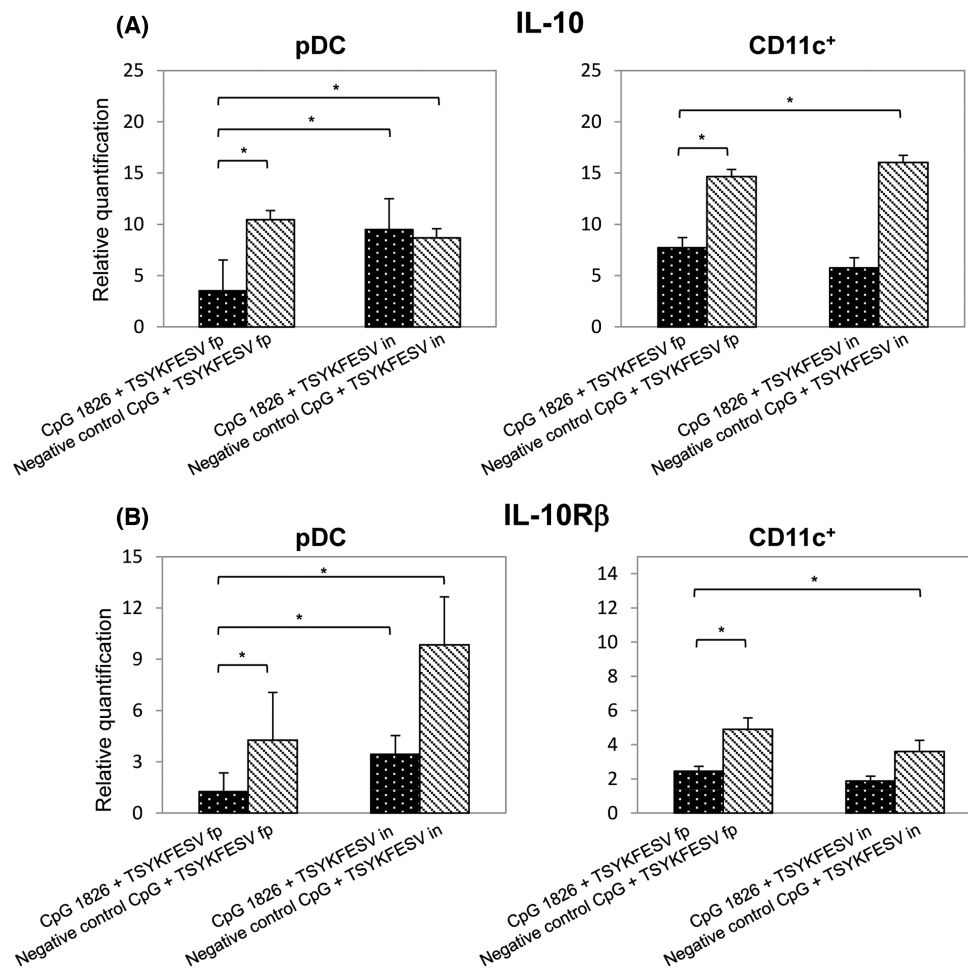 (A)
IL-10
pDC
CD11c+
Relative quantification
25
20
15
10
5
0
*
*
*
CpG 1826 + TSYKFESV fp
Negative control CpG + TSYKFESV fp
CpG 1826 + TSYKFESV in
Negative control CpG + TSYKFESV in
25
20
15
10
5
0
*
*
CpG 1826 + TSYKFESV fp
Negative control CpG + TSYKFESV fp
CpG 1826 + TSYKFESV in
Negative control CpG + TSYKFESV in
(B)
IL-10Rβ
pDC
CD11c+
Relative quantification
15
12
9
6
3
0
*
*
*
CpG 1826 + TSYKFESV fp
Negative control CpG + TSYKFESV fp
CpG 1826 + TSYKFESV in
Negative control CpG + TSYKFESV in
14
12
10
8
6
4
2
0
*
*
CpG 1826 + TSYKFESV fp
Negative control CpG + TSYKFESV fp
CpG 1826 + TSYKFESV in
Negative control CpG + TSYKFESV in